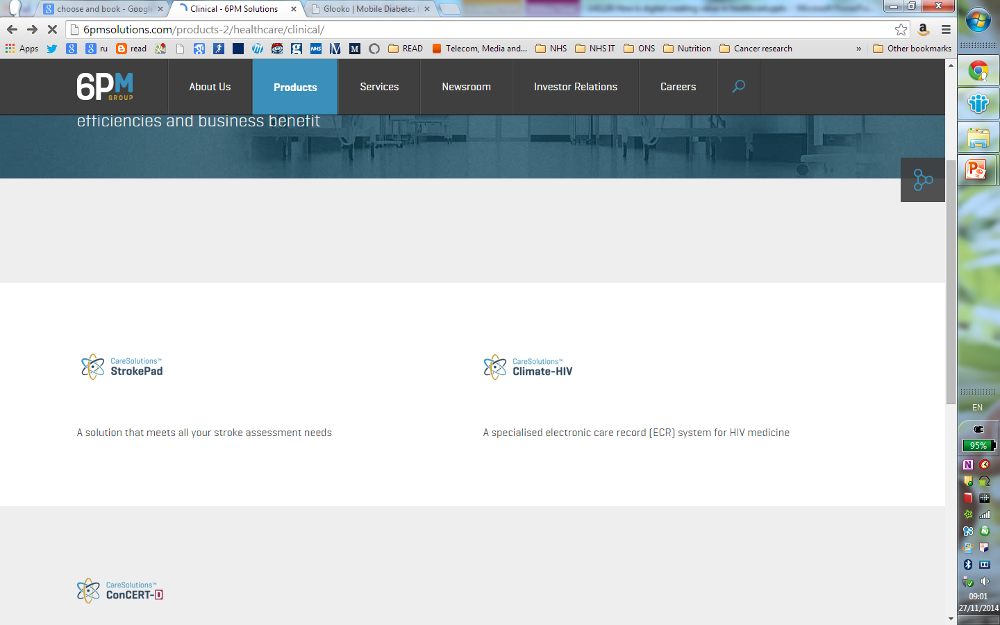 choose and book - Google
Clinical - 6PM Solutions
Glooko | Mobile Diabetes
6pmsolutions.com/products-2/healthcare/clinical/
Apps
ru
read
NHS
READ
Telecom, Media and...
NHS
NHS IT
ONS
Nutrition
Cancer research
»
Other bookmarks
6PM
GROUP
About Us
Products
Services
Newsroom
Investor Relations
Careers
efficiencies and business benefit
CareSolutions™
StrokePad
CareSolutions™
Climate-HIV
A solution that meets all your stroke assessment needs
A specialised electronic care record (ECR) system for HIV medicine
CareSolutions™
ConCERT-D
EN
95%
09:01
27/11/2014